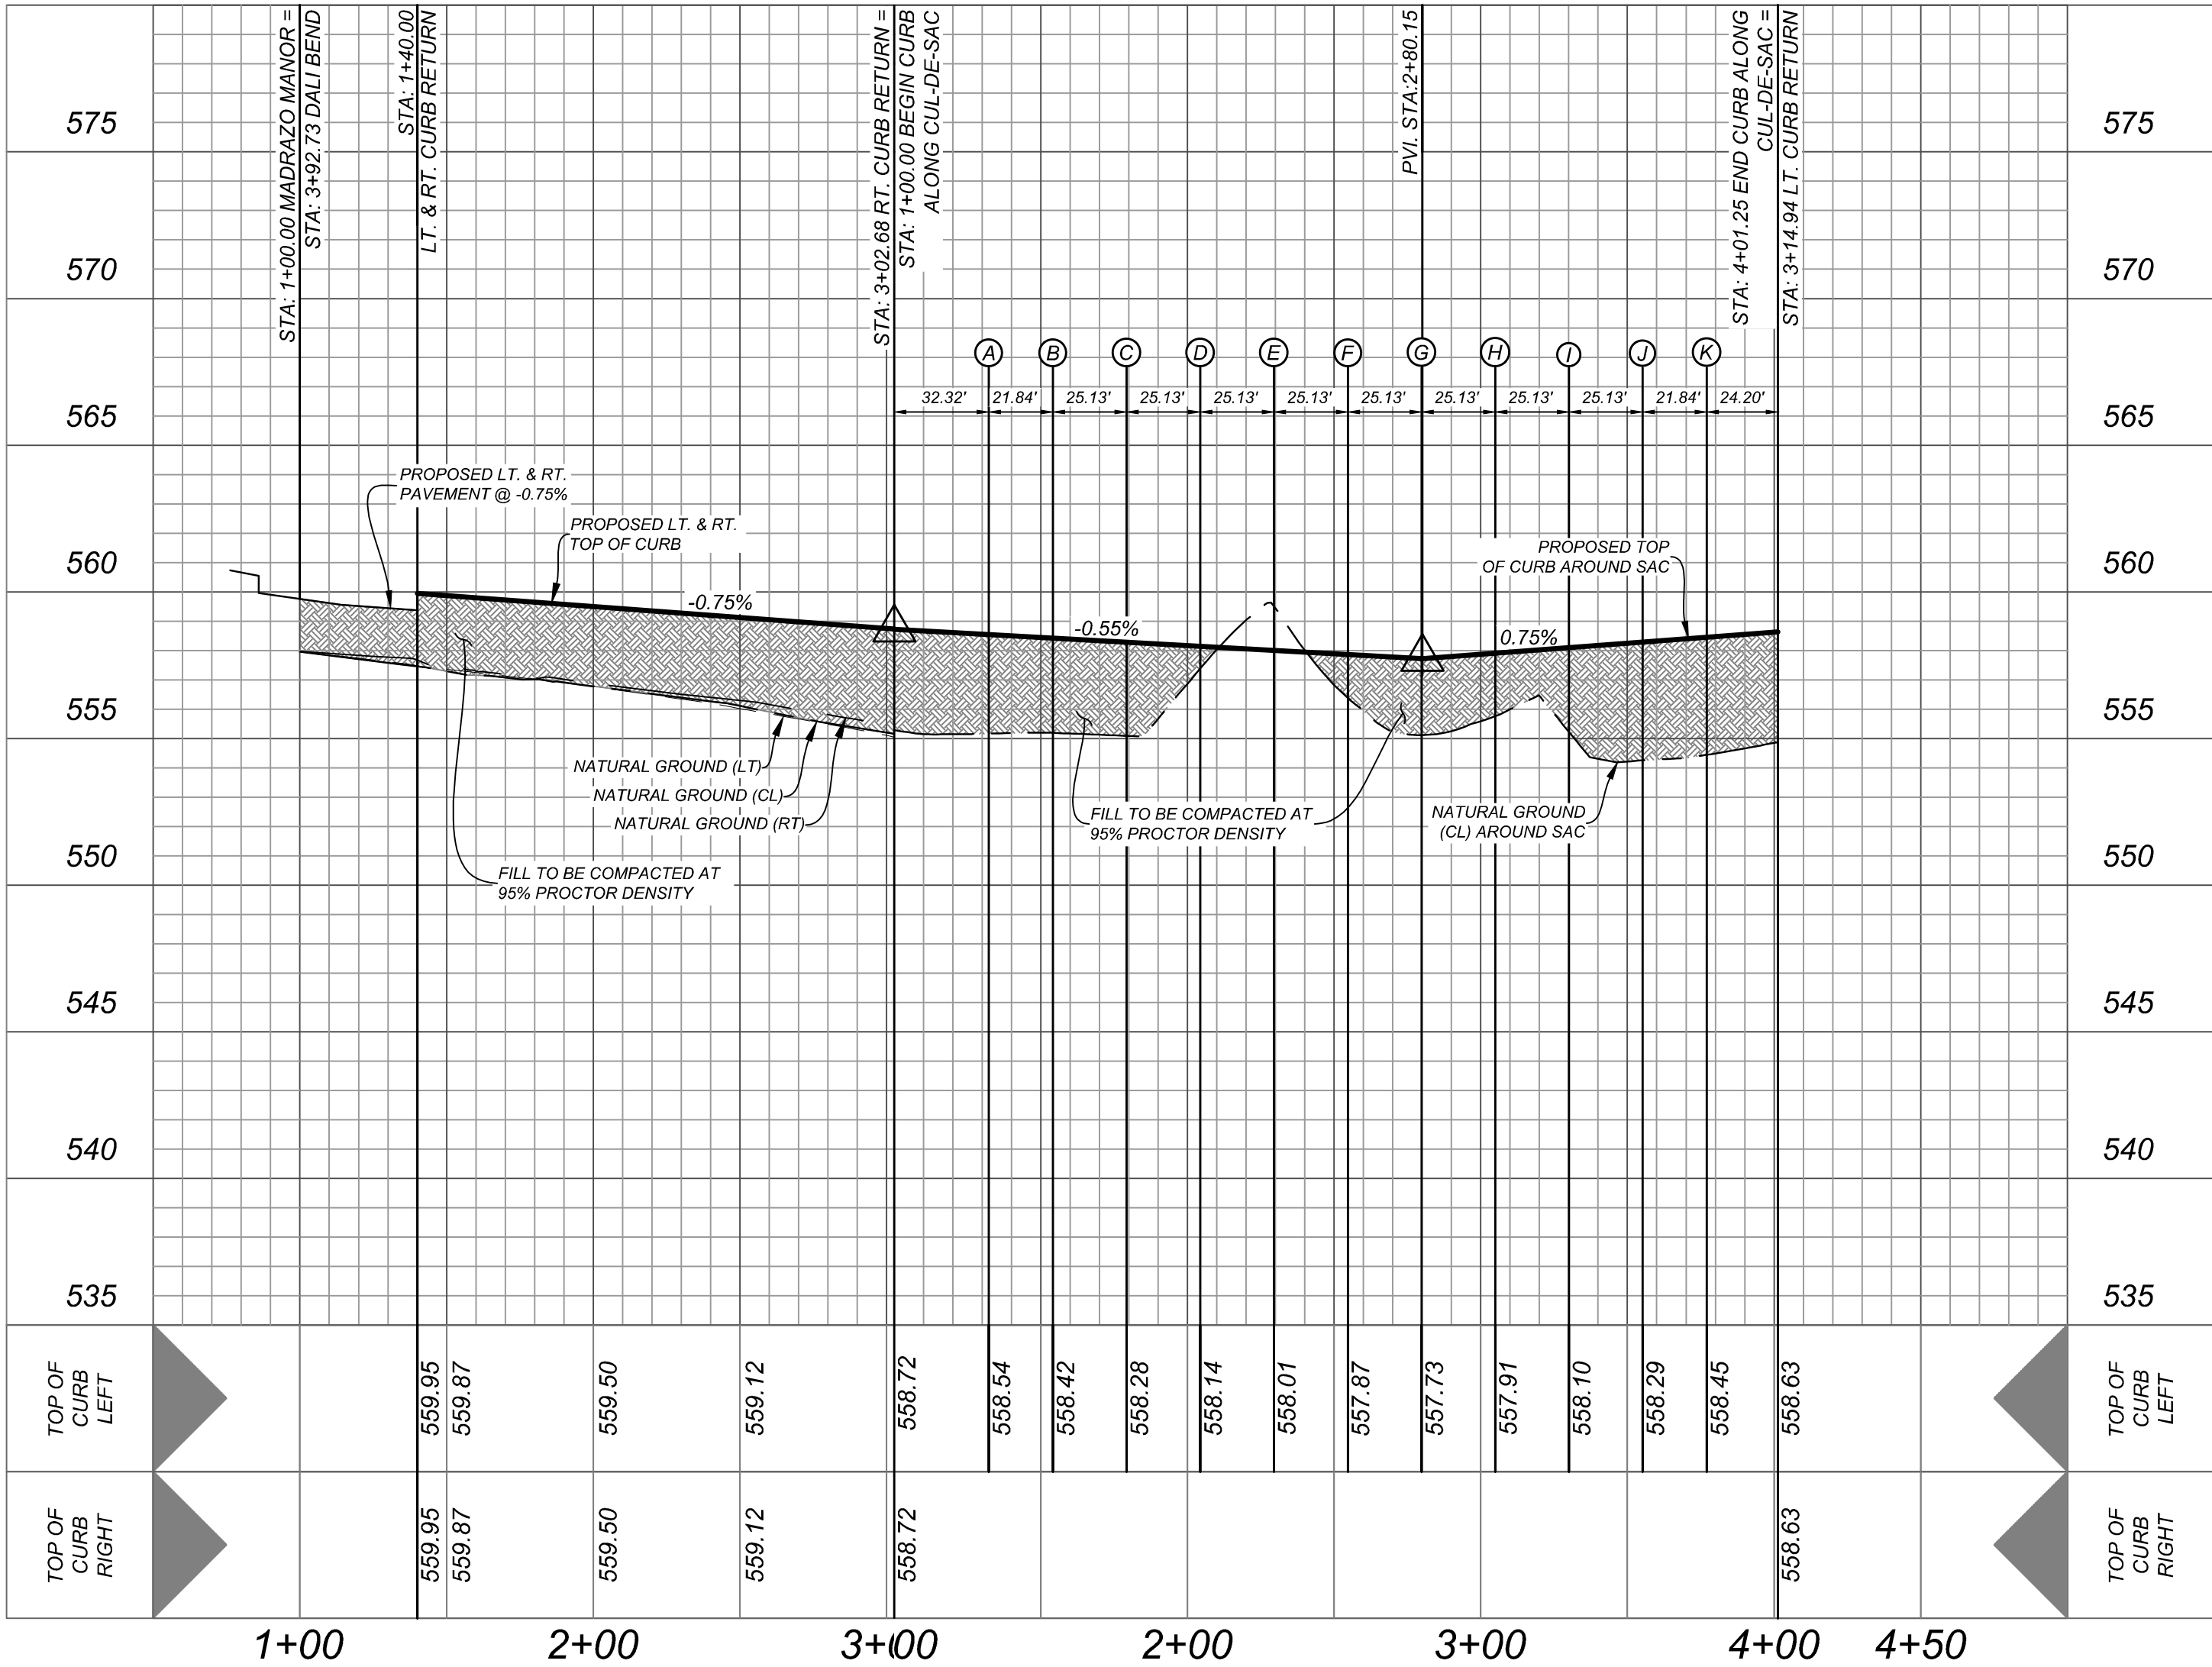 STA: 1+00.00 MADRAZO MANOR =
STA: 3+92.73 DALI BEND
STA: 1+40.00
LT. & RT. CURB RETURN
STA: 3+02.68 RT. CURB RETURN =
STA: 1+00.00 BEGIN CURB
ALONG CUL-DE-SAC
PVI. STA:2+80.15
STA: 4+01.25 END CURB ALONG
CUL-DE-SAC =
STA: 3+14.94 LT. CURB RETURN
575
575
570
570
A
B
C
D
E
F
G
H
I
J
K
32.32'
21.84'
25.13'
25.13'
25.13'
25.13'
25.13'
25.13'
25.13'
25.13'
21.84'
24.20'
565
565
PROPOSED LT. & RT.
PAVEMENT @ -0.75%
PROPOSED LT. & RT.
TOP OF CURB
PROPOSED TOP
OF CURB AROUND SAC
560
560
-0.75%
-0.55%
0.75%
555
555
NATURAL GROUND (LT)
NATURAL GROUND (CL)
NATURAL GROUND (RT)
FILL TO BE COMPACTED AT
95% PROCTOR DENSITY
NATURAL GROUND
(CL) AROUND SAC
550
550
FILL TO BE COMPACTED AT
95% PROCTOR DENSITY
545
545
540
540
535
535
TOP OF
CURB
LEFT
559.95
559.87
559.50
559.12
558.72
558.54
558.42
558.28
558.14
558.01
557.87
557.73
557.91
558.10
558.29
558.45
558.63
TOP OF
CURB
LEFT
TOP OF
CURB
RIGHT
559.95
559.87
559.50
559.12
558.72
558.63
TOP OF
CURB
RIGHT
1+00
2+00
3+00
2+00
3+00
4+00
4+50